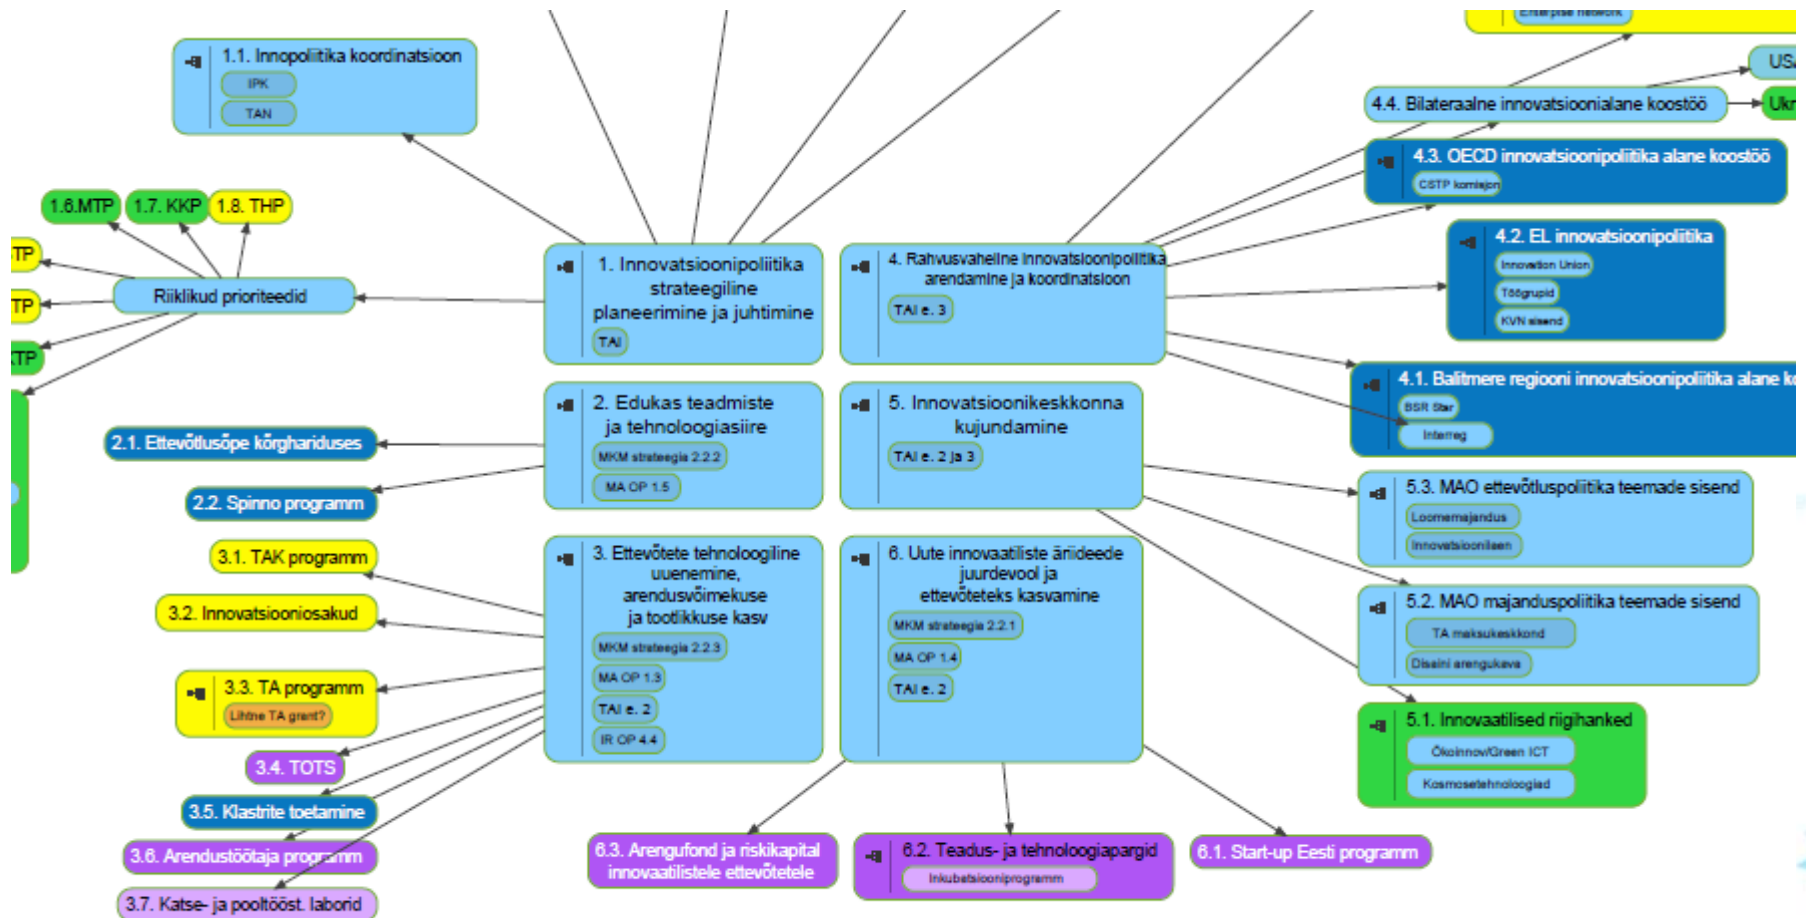 Enterpise network
1.1. Innopoliitika koordinatsioon
IPK
TAN
USA
4.4. Bilateraalne innovatsioonialane koostöö
Ukr
4.3. OECD innovatsioonipoliitika alane koostöö
CSTP komisjon
1.6.MTP
1.7. KKP
1.8. THP
TP
TP
KTP
Riiklikud prioriteedid
1. Innovatsioonipoliitika
strateegiline
planeerimine ja juhtimine
TAI
4. Rahvusvaheline innovatsioonipoliitika
arendamine ja koordinatsioon
TAI e. 3
4.2. EL innovatsioonipoliitika
Innovation Union
Töögrupid
KVN sisend
4.1. Balitmere regiooni innovatsioonipoliitika alane ko
BSR Star
Interreg
2. Edukas teadmiste
ja tehnoloogiasiire
MKM strateegia 2.2.2
MA OP 1.5
5. Innovatsioonikeskkonna
kujundamine
TAI e. 2 ja 3
2.1. Ettevõtlusõpe kõrghariduses
2.2. Spinno programm
5.3. MAO ettevõtluspoliitika teemade sisend
Loomemajandus
Innovatsioonilaen
3.1. TAK programm
3.2. Innovatsiooniosakud
3.3. TA programm
Lihtne TA grant?
3.4. TOTS
3.5. Klastrite toetamine
3.6. Arendustöötaja programm
3.7. Katse- ja pooltööst. laborid
3. Ettevõtete tehnoloogiline
uuenemine,
arendusvõimekuse
ja tootlikkuse kasv
MKM strateegia 2.2.3
MA OP 1.3
TAI e. 2
IR OP 4.4
6. Uute innovaatiliste äriideede
juurdevool ja
ettevõteteks kasvamine
MKM strateegia 2.2.1
MA OP 1.4
TAI e. 2
5.2. MAO majanduspoliitika teemade sisend
TA maksukeskkond
Disaini arengukava
5.1. Innovaatilised riigihanked
Ökoinnov/Green ICT
Kosmosetehnoloogiad
6.3. Arengufond ja riskikapital
innovaatilistele ettevõtetele
6.2. Teadus- ja tehnoloogiapargid
Inkubatsiooniprogramm
6.1. Start-up Eesti programm